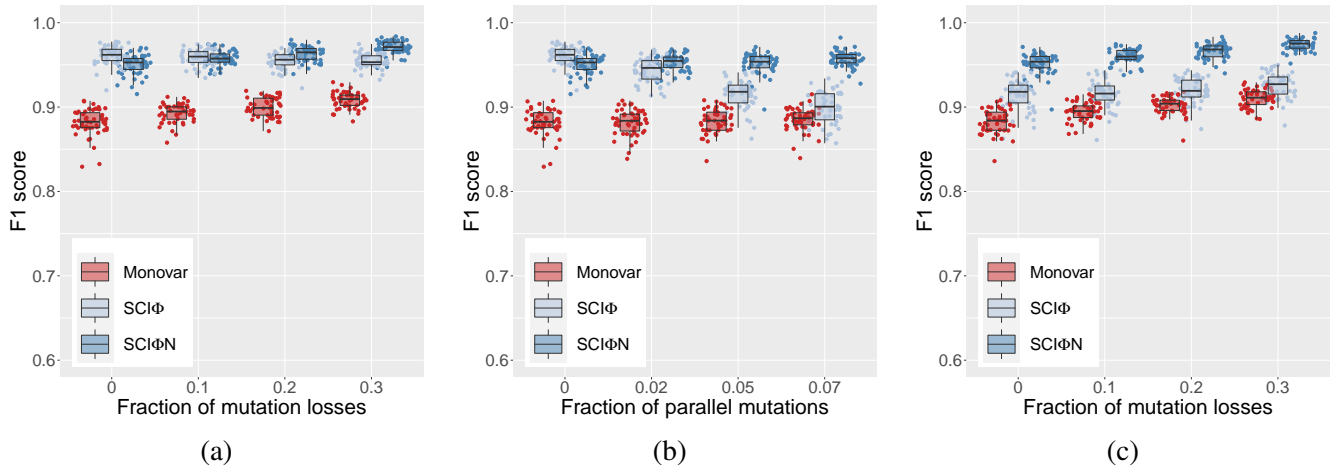 1.0
0.9
0.8
0.7
0.6
F1 score
Monovar
SCIΦ
SCIΦN
0 0.1 0.2 0.3
Fraction of mutation losses
(a)
1.0
0.9
0.8
0.7
0.6
F1 score
Monovar
SCIΦ
SCIΦN
0 0.02 0.05 0.07
Fraction of parallel mutations
(b)
1.0
0.9
0.8
0.7
0.6
F1 score
Monovar
SCIΦ
SCIΦN
0 0.1 0.2 0.3
Fraction of mutation losses
(c)